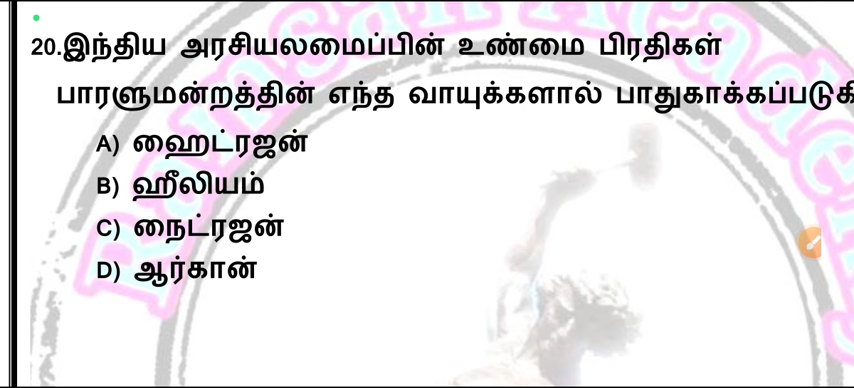 20.இந்திய அரசியலமைப்பின் உண்மை பிரதிகள்
பாரளுமன்றத்தின் எந்த வாயுக்களால் பாதுகாக்கப்படுகி
A) ஹைட்ரஜன்
B) ஹீலியம்
C) நைட்ரஜன்
D) ஆர்கான்